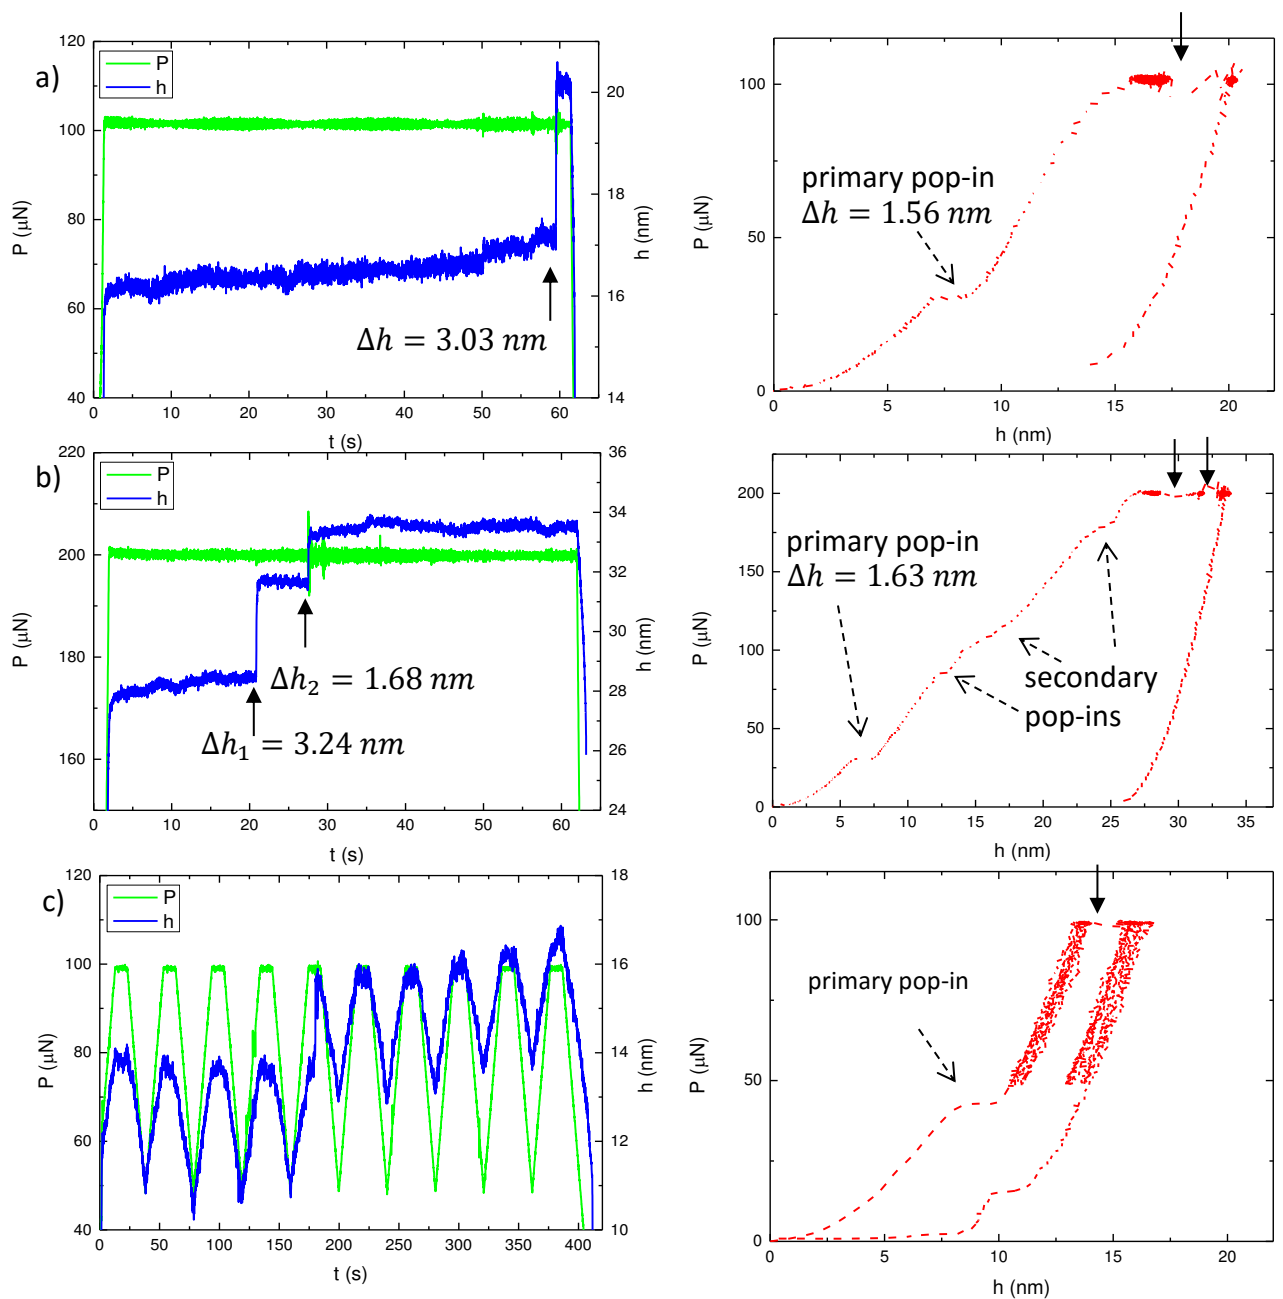 a)
P
h
120
100
80
60
40
P (μN)
20
18
16
14
h (nm)
0 10 20 30 40 50 60
t (s)
Δh = 3.03 nm
primary pop-in
Δh = 1.56 nm
100
50
0
P (μN)
0 5 10 15 20
h (nm)
b)
P
h
220
200
180
160
P (μN)
36
34
32
30
28
26
24
h (nm)
0 10 20 30 40 50 60
t (s)
Δh₂ = 1.68 nm
Δh₁ = 3.24 nm
primary pop-in
Δh = 1.63 nm
secondary
pop-ins
200
150
100
50
0
P (μN)
0 5 10 15 20 25 30 35
h (nm)
c)
P
h
120
100
80
60
40
P (μN)
18
16
14
12
10
h (nm)
0 50 100 150 200 250 300 350 400
t (s)
primary pop-in
100
50
0
P (μN)
0 5 10 15 20
h (nm)